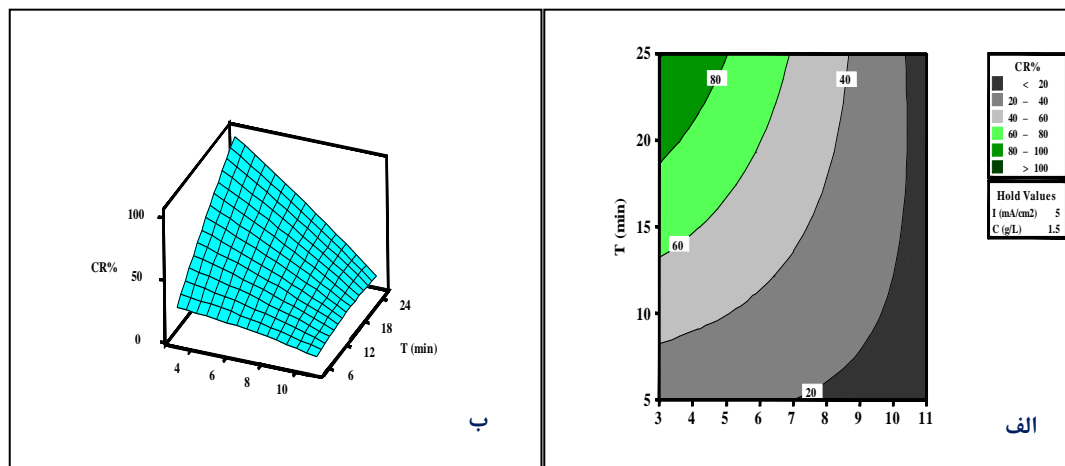 100
50
0
CR%
4
6
8
10
6
12
18
24
T (min)
ب
25
20
15
10
5
T (min)
3 4 5 6 7 8 9 10 11
80
60
40
20
CR%
< 20
20 – 40
40 – 60
60 – 80
80 – 100
> 100
Hold Values
I (mA/cm2) 5
C (g/L) 1.5
الف